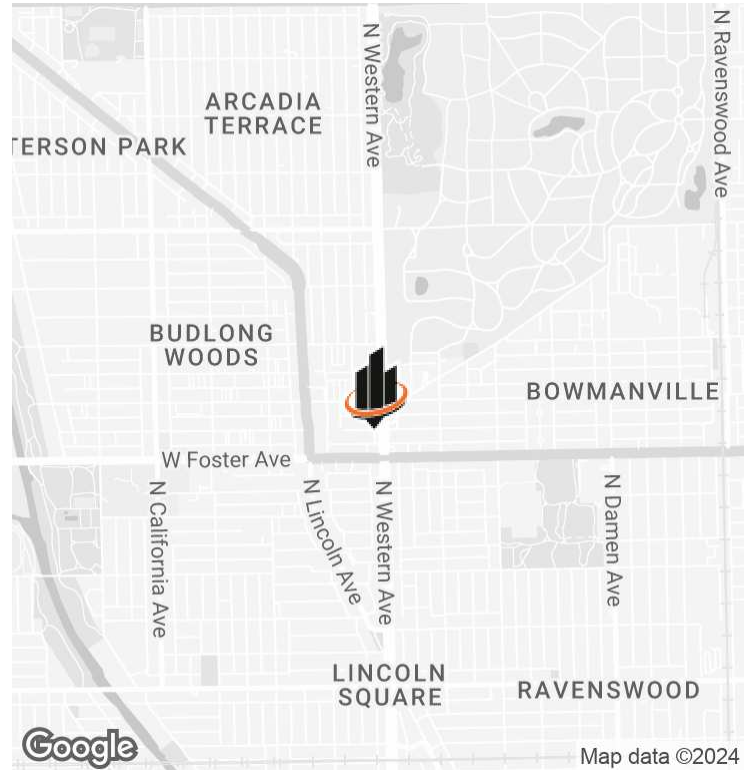 N Western Ave
N Ravenswood Ave
ARCADIA
TERRACE
TERSON PARK
BUDLONG
WOODS
BOWMANVILLE
W Foster Ave
N California Ave
N Lincoln Ave
N Western Ave
N Damen Ave
LINCOLN
SQUARE
RAVENSWOOD
Google
Map data ©2024